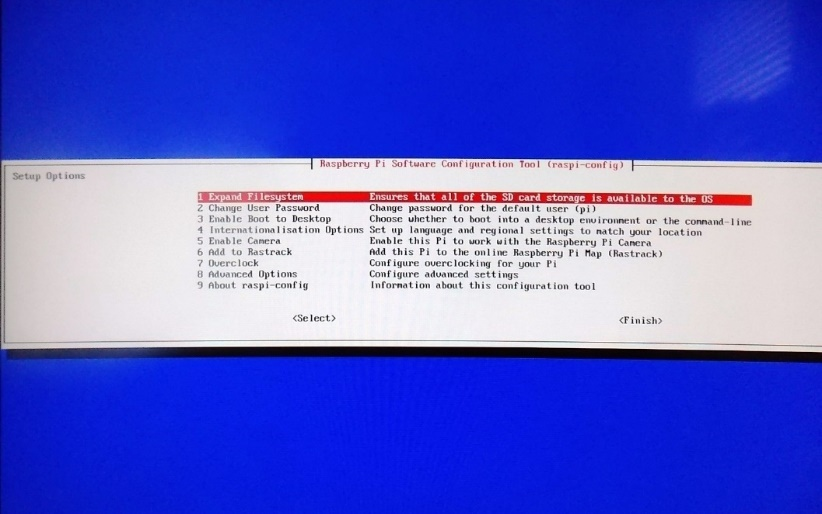 Raspberry Pi Software Configuration Tool (raspi-config)
Setup Options
1 Expand Filesystem Ensures that all of the SD card storage is available to the OS
2 Change User Password Change password for the default user (pi)
3 Enable Boot to Desktop Choose whether to boot into a desktop environment or the command-line
4 Internationalisation Options Set up language and regional settings to match your location
5 Enable Camera Enable this Pi to work with the Raspberry Pi Camera
6 Add to Rastrack Add this Pi to the online Raspberry Pi Map (Rastrack)
7 Overclock Configure overclocking for your Pi
8 Advanced Options Configure advanced settings
9 About raspi-config Information about this configuration tool
<Select> <Finish>